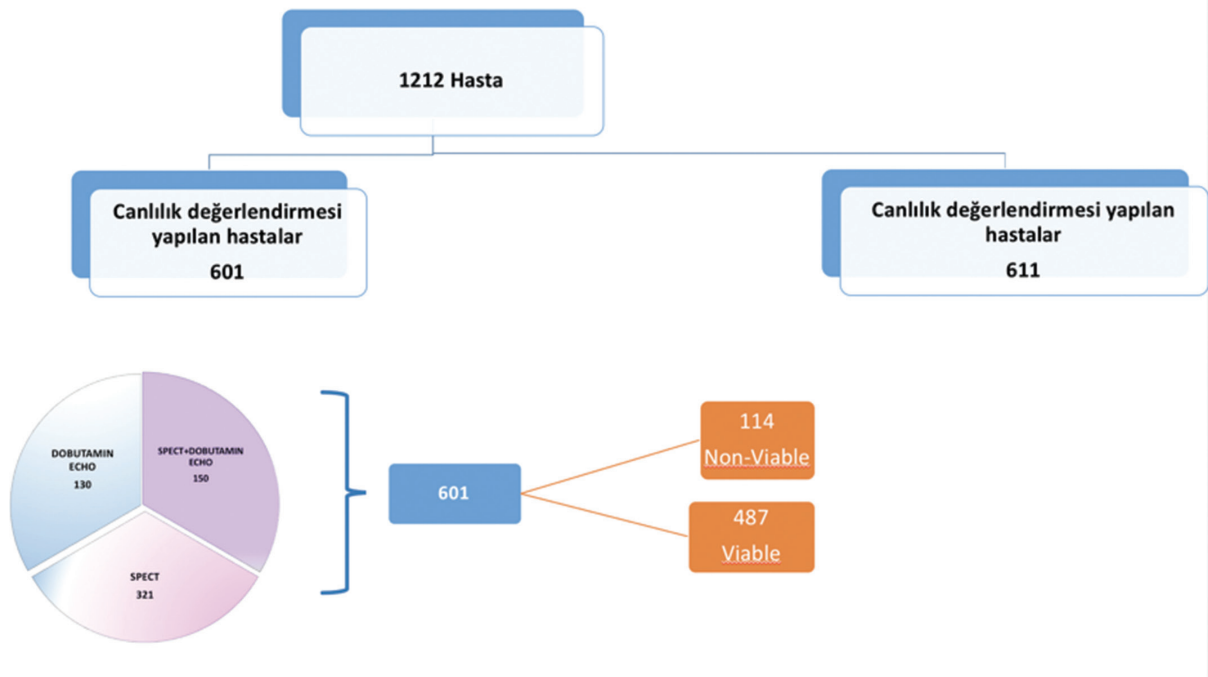 1212 Hasta
Canlılık değerlendirmesi
yapılan hastalar
601
Canlılık değerlendirmesi yapılan
hastalar
611
DOBUTAMIN
ECHO
130
SPECT+DOBUTAMIN
ECHO
150
SPECT
321
601
114
Non-Viable
487
Viable